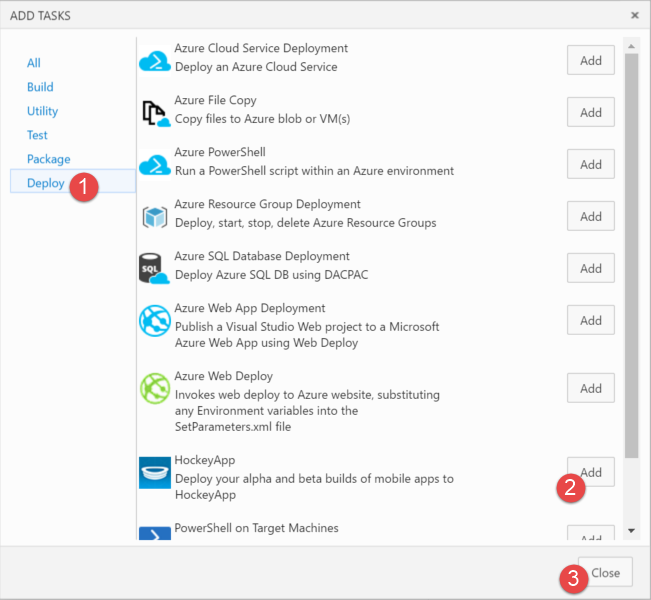 ADD TASKS
×
All
Build
Utility
Test
Package
Deploy
1
Azure Cloud Service Deployment
Deploy an Azure Cloud Service
Add
Azure File Copy
Copy files to Azure blob or VM(s)
Add
Azure PowerShell
Run a PowerShell script within an Azure environment
Add
Azure Resource Group Deployment
Deploy, start, stop, delete Azure Resource Groups
Add
SQL
Azure SQL Database Deployment
Deploy Azure SQL DB using DACPAC
Add
Azure Web App Deployment
Publish a Visual Studio Web project to a Microsoft
Azure Web App using Web Deploy
Add
Azure Web Deploy
Invokes web deploy to Azure website, substituting
any Environment variables into the
SetParameters.xml file
Add
HockeyApp
Deploy your alpha and beta builds of mobile apps to
HockeyApp
Add
2
PowerShell on Target Machines
Add
3
Close